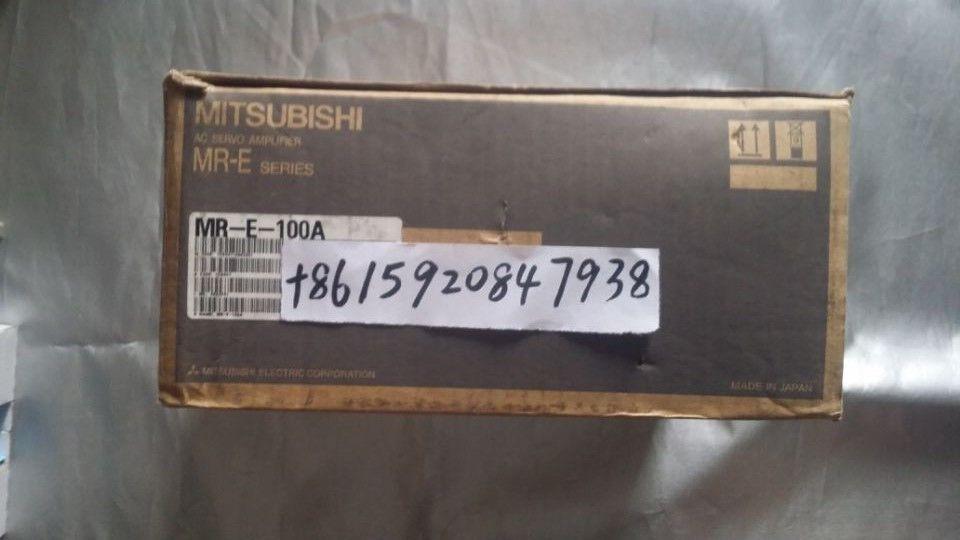 MITSUBISHI
AC SERVO AMPLIFIER
MR-E SERIES
MR-E-100A
+8615920847938
MITSUBISHI ELECTRIC CORPORATION
MADE IN JAPAN